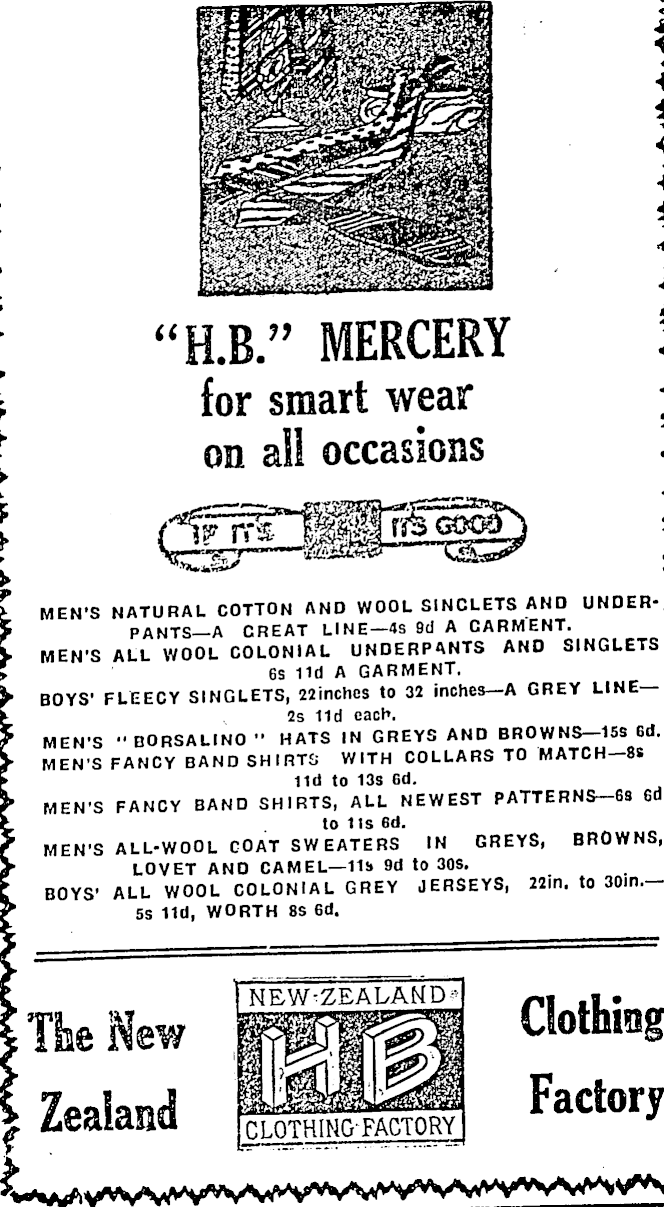 "H.B." MERCERY
for smart wear
on all occasions
IF IT'S
IT'S GOOD
MEN'S NATURAL COTTON AND WOOL SINGLETS AND UNDER-
PANTS—A GREAT LINE—4s 9d A GARMENT.
MEN'S ALL WOOL COLONIAL UNDERPANTS AND SINGLETS
6s 11d A GARMENT.
BOYS' FLEECY SINGLETS, 22inches to 32 inches—A GREY LINE—
2s 11d each.
MEN'S "BORSALINO" HATS IN GREYS AND BROWNS—15s 6d.
MEN'S FANCY BAND SHIRTS WITH COLLARS TO MATCH—8s
11d to 13s 6d.
MEN'S FANCY BAND SHIRTS, ALL NEWEST PATTERNS—6s 6d
to 11s 6d.
MEN'S ALL-WOOL COAT SWEATERS IN GREYS, BROWNS,
LOVET AND CAMEL—11s 9d to 30s.
BOYS' ALL WOOL COLONIAL GREY JERSEYS, 22in. to 30in.—
5s 11d, WORTH 8s 6d.
The New
Zealand
NEW·ZEALAND
HB
CLOTHING·FACTORY
Clothing
Factory